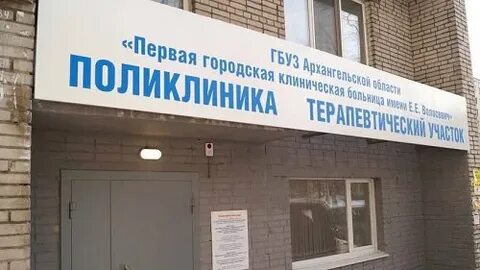 ГБУЗ Архангельской области
«Первая городская клиническая больница имени Е.Е. Волосевич»
ПОЛИКЛИНИКА ТЕРАПЕВТИЧЕСКИЙ УЧАСТОК